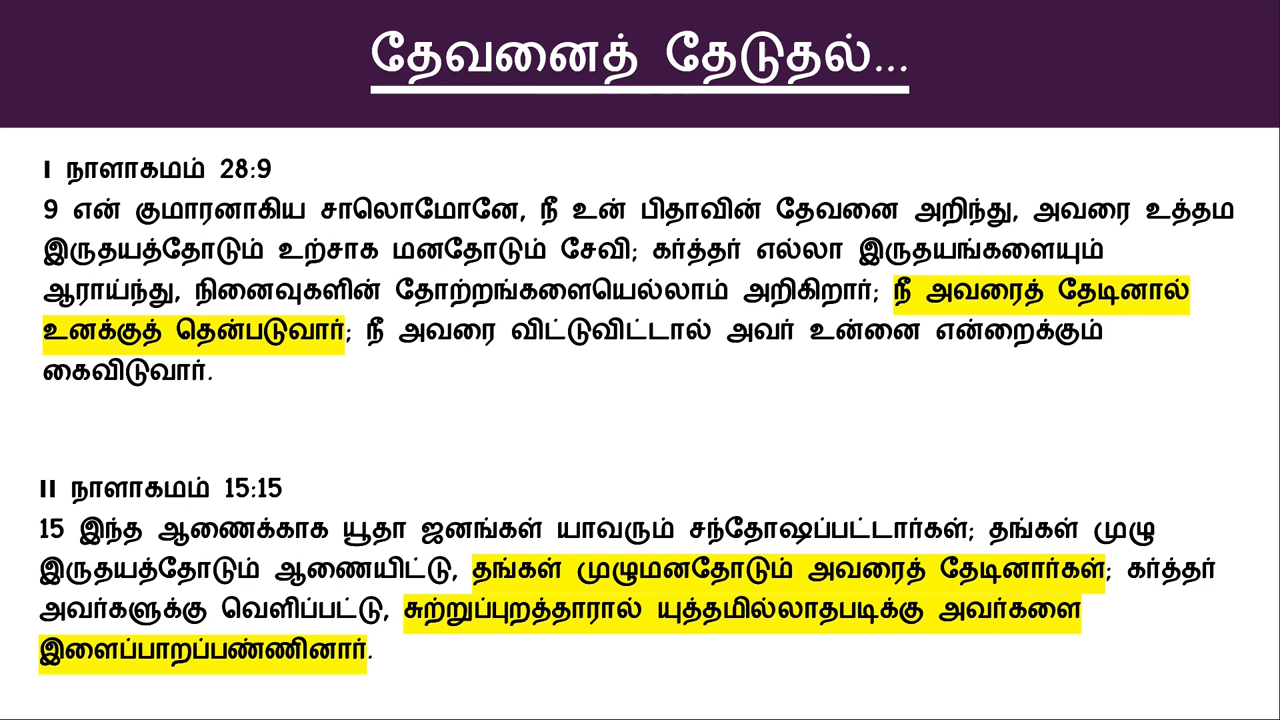 தேவனைத் தேடுதல்...
I நாளாகமம் 28:9
9 என் குமாரனாகிய சாலொமோனே, நீ உன் பிதாவின் தேவனை அறிந்து, அவரை உத்தம
இருதயத்தோடும் உற்சாக மனதோடும் சேவி; கர்த்தர் எல்லா இருதயங்களையும்
ஆராய்ந்து, நினைவுகளின் தோற்றங்களையெல்லாம் அறிகிறார்; நீ அவரைத் தேடினால்
உனக்குத் தென்படுவார்; நீ அவரை விட்டுவிட்டால் அவர் உன்னை என்றைக்கும்
கைவிடுவார்.
II நாளாகமம் 15:15
15 இந்த ஆணைக்காக யூதா ஜனங்கள் யாவரும் சந்தோஷப்பட்டார்கள்; தங்கள் முழு
இருதயத்தோடும் ஆணையிட்டு, தங்கள் முழுமனதோடும் அவரைத் தேடினார்கள்; கர்த்தர்
அவர்களுக்கு வெளிப்பட்டு, சுற்றுப்புறத்தாரால் யுத்தமில்லாதபடிக்கு அவர்களை
இளைப்பாறப்பண்ணினார்.